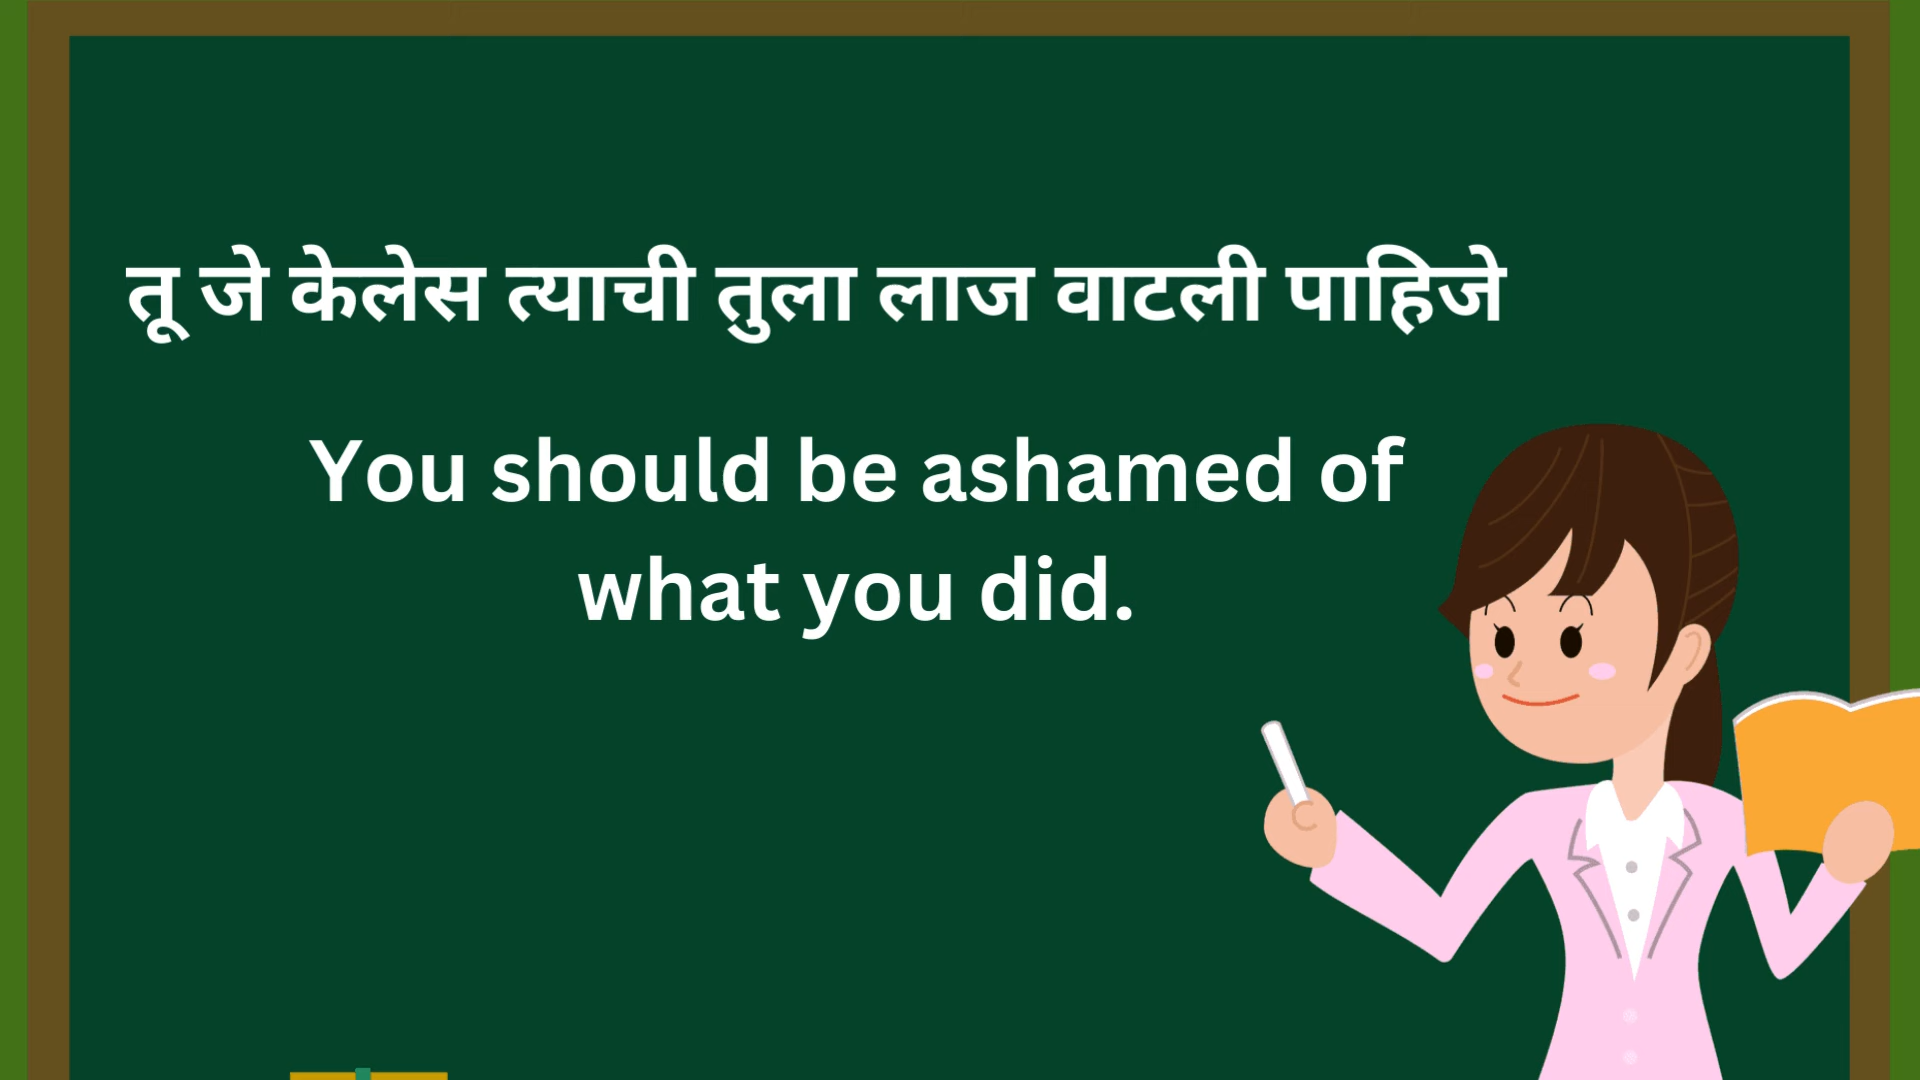 तू जे केलेस त्याची तुला लाज वाटली पाहिजे
You should be ashamed of
what you did.